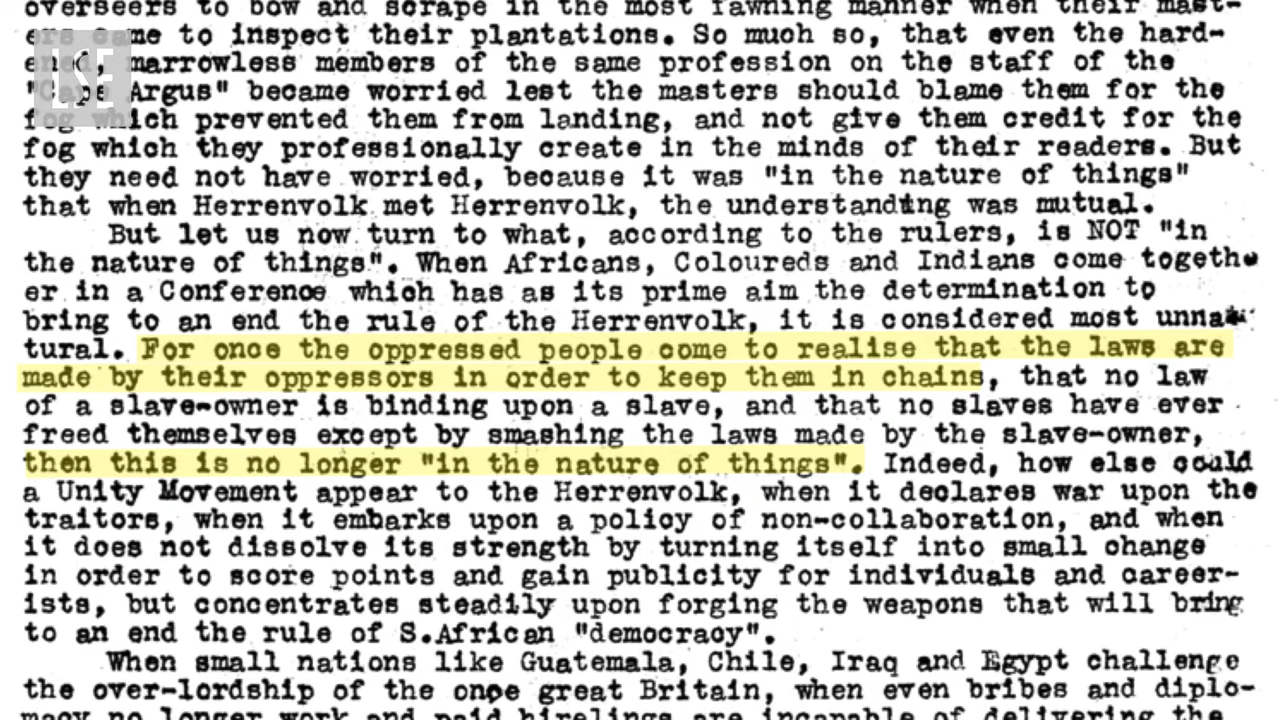 overseers to bow and scrape in the most fawning manner when their mast-
ers came to inspect their plantations. So much so, that even the hard-
ened, marrowless members of the same profession on the staff of the
"Cape Argus" became worried lest the masters should blame them for the
fog which prevented them from landing, and not give them credit for the
fog which they professionally create in the minds of their readers. But
they need not have worried, because it was "in the nature of things"
that when Herrenvolk met Herrenvolk, the understanding was mutual.
But let us now turn to what, according to the rulers, is NOT "in
the nature of things". When Africans, Coloureds and Indians come togeth-
er in a Conference which has as its prime aim the determination to
bring to an end the rule of the Herrenvolk, it is considered most unna-
tural. For once the oppressed people come to realise that the laws are
made by their oppressors in order to keep them in chains, that no law
of a slave-owner is binding upon a slave, and that no slaves have ever
freed themselves except by smashing the laws made by the slave-owner,
then this is no longer "in the nature of things". Indeed, how else could
a Unity Movement appear to the Herrenvolk, when it declares war upon the
traitors, when it embarks upon a policy of non-collaboration, and when
it does not dissolve its strength by turning itself into small change
in order to score points and gain publicity for individuals and career-
ists, but concentrates steadily upon forging the weapons that will bring
to an end the rule of S.African "democracy".
When small nations like Guatemala, Chile, Iraq and Egypt challenge
the over-lordship of the once great Britain, when even bribes and diplo-
macy no longer work and paid hirelings are incapable of delivering the